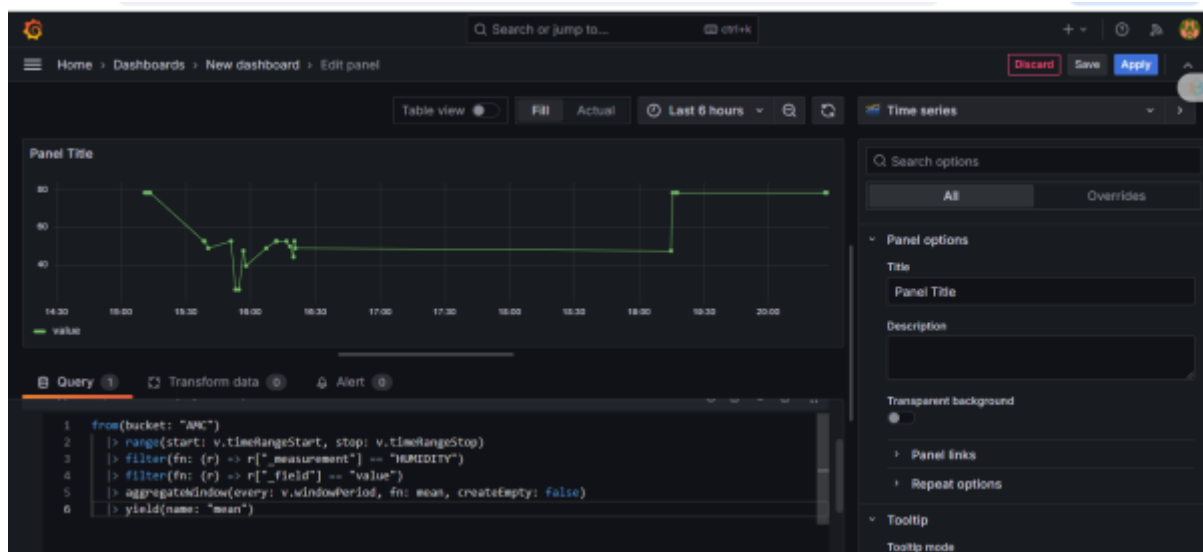 Search or jump to... ctrl+k
Home > Dashboards > New dashboard > Edit panel
Discard Save Apply
Table view Fill Actual Last 6 hours
Time series
Panel Title
Search options
80
All Overrides
60
40
Panel options
Title
Panel Title
14:30 15:00 15:30 16:00 16:30 17:00 17:30 18:00 18:30 19:00 19:30 20:00
value
Description
Query 1 Transform data 0 Alert 0
Transparent background
1 from(bucket: "AMC")
2 |> range(start: v.timeRangeStart, stop: v.timeRangeStop)
3 |> filter(fn: (r) => r["_measurement"] == "HUMIDITY")
4 |> filter(fn: (r) => r["_field"] == "value")
5 |> aggregateWindow(every: v.windowPeriod, fn: mean, createEmpty: false)
6 |> yield(name: "mean")
Panel links
Repeat options
Tooltip
Tooltip mode